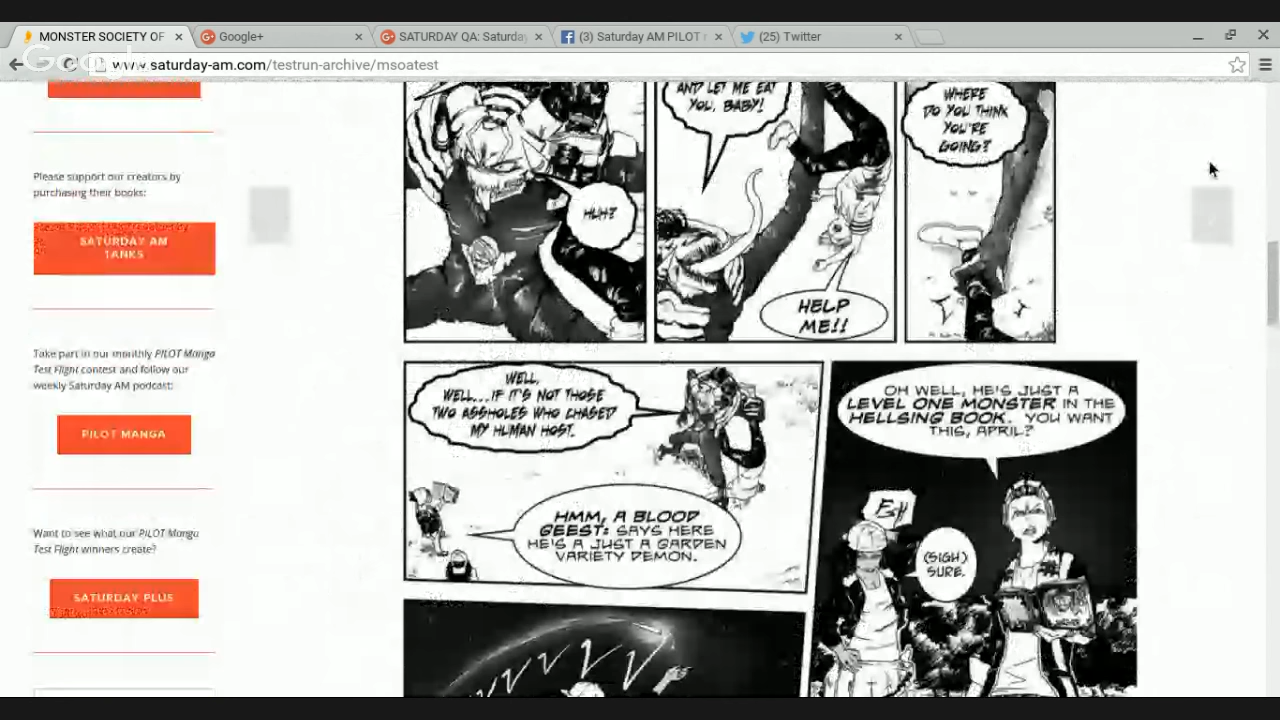 MONSTER SOCIETY OF
Google+
SATURDAY QA: Saturday
(3) Saturday AM PILOT
(25) Twitter
www.saturday-am.com/testrun-archive/msoatest
Please support our creators by
purchasing their books:
SATURDAY AM
TANKS
Take part in our monthly PILOT Manga
Test Flight contest and follow our
weekly Saturday AM podcast:
PILOT MANGA
Want to see what our PILOT Manga
Test Flight winners create?
SATURDAY PLUS
HUH?
AND LET ME EAT
YOU, BABY!
HELP
ME!!
WHERE
DO YOU THINK
YOU'RE
GOING?
WELL,
WELL...IF IT'S NOT THOSE
TWO ASSHOLES WHO CHASED
MY HUMAN HOST.
HMM, A BLOOD
GEEST: SAYS HERE
HE'S A JUST A GARDEN
VARIETY DEMON.
OH WELL, HE'S JUST A
LEVEL ONE MONSTER IN THE
HELLSING BOOK. YOU WANT
THIS, APRIL?
(SIGH)
SURE.